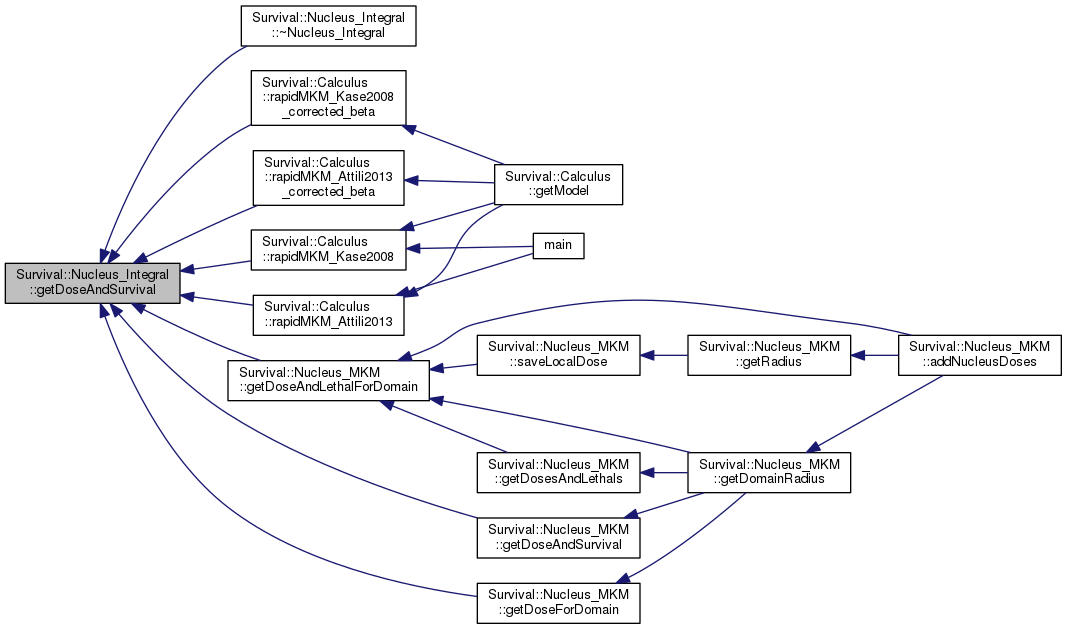 Survival::Nucleus_Integral
::~Nucleus_Integral
Survival::Calculus
::rapidMKM_Kase2008
_corrected_beta
Survival::Calculus
::rapidMKM_Attili2013
_corrected_beta
Survival::Calculus
::getModel
Survival::Calculus
::rapidMKM_Kase2008
main
Survival::Nucleus_Integral
::getDoseAndSurvival
Survival::Calculus
::rapidMKM_Attili2013
Survival::Nucleus_MKM
::getDoseAndLethalForDomain
Survival::Nucleus_MKM
::saveLocalDose
Survival::Nucleus_MKM
::getRadius
Survival::Nucleus_MKM
::addNucleusDoses
Survival::Nucleus_MKM
::getDosesAndLethals
Survival::Nucleus_MKM
::getDomainRadius
Survival::Nucleus_MKM
::getDoseAndSurvival
Survival::Nucleus_MKM
::getDoseForDomain